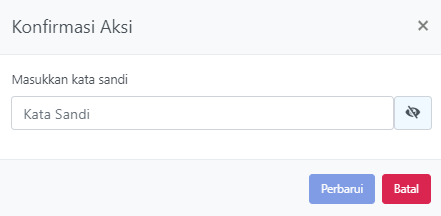 Konfirmasi Aksi
Masukkan kata sandi
Kata Sandi
Perbarui Batal